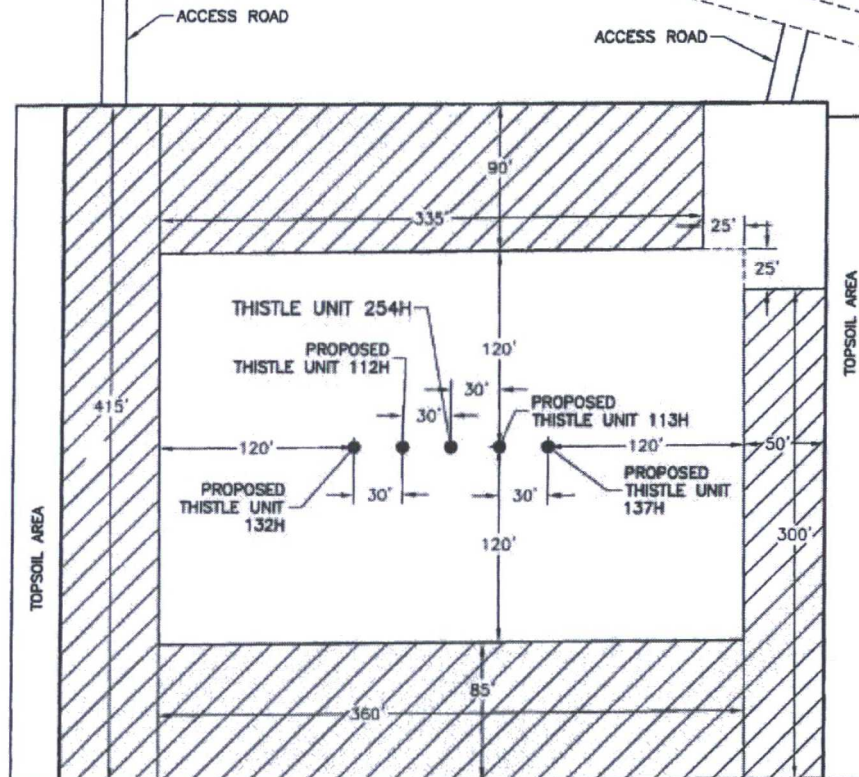 ACCESS ROAD
ACCESS ROAD
90'
335'
25'
25'
THISTLE UNIT 254H
PROPOSED
THISTLE UNIT 112H
120'
30'
30'
PROPOSED
THISTLE UNIT 113H
415'
120'
120'
50'
PROPOSED
THISTLE UNIT
132H
30'
30'
PROPOSED
THISTLE UNIT
137H
120'
300'
TOPSOIL AREA
TOPSOIL AREA
85'
360'